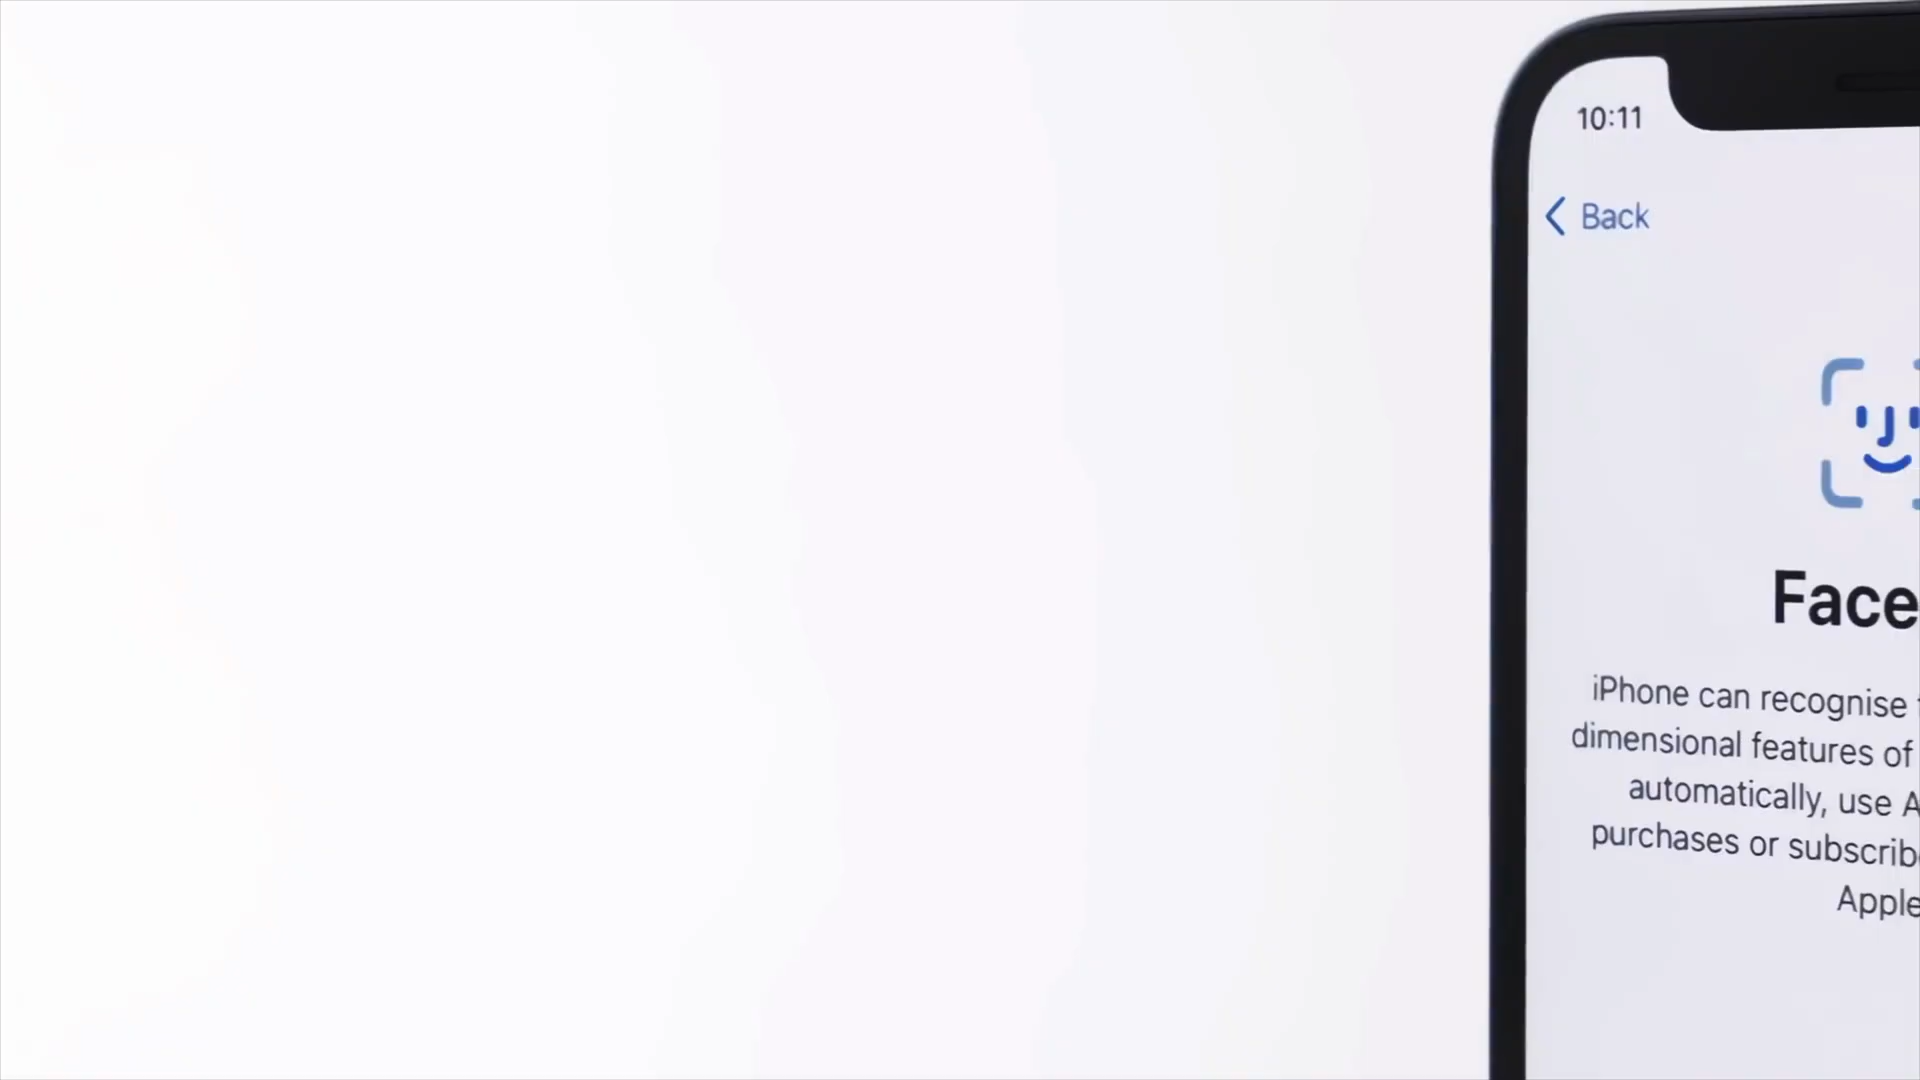 10:11
Back
Face
iPhone can recognise
dimensional features of
automatically, use A
purchases or subscrib
Apple